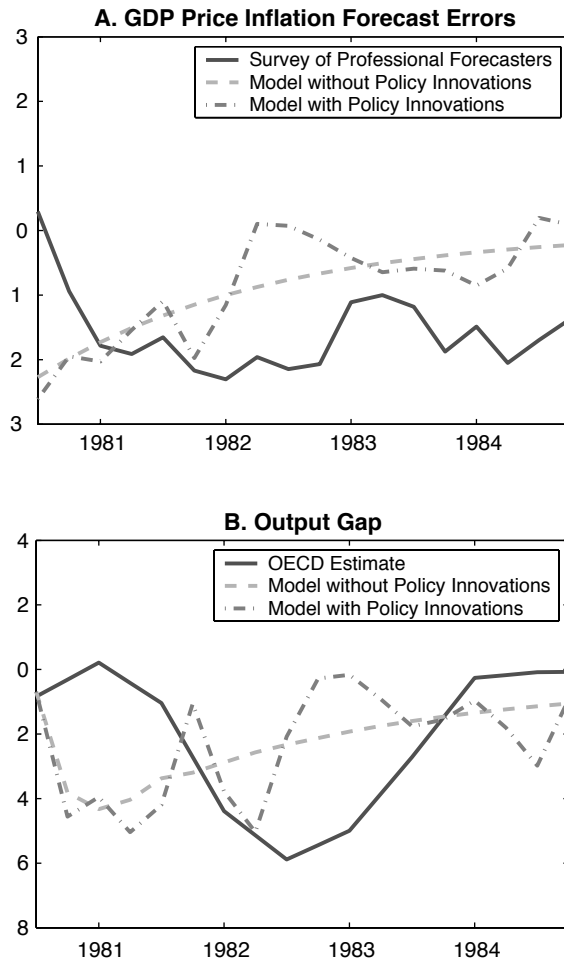 A. GDP Price Inflation Forecast Errors
3
2
1
0
1
2
3
Survey of Professional Forecasters
Model without Policy Innovations
Model with Policy Innovations
1981 1982 1983 1984
B. Output Gap
4
2
0
2
4
6
8
OECD Estimate
Model without Policy Innovations
Model with Policy Innovations
1981 1982 1983 1984